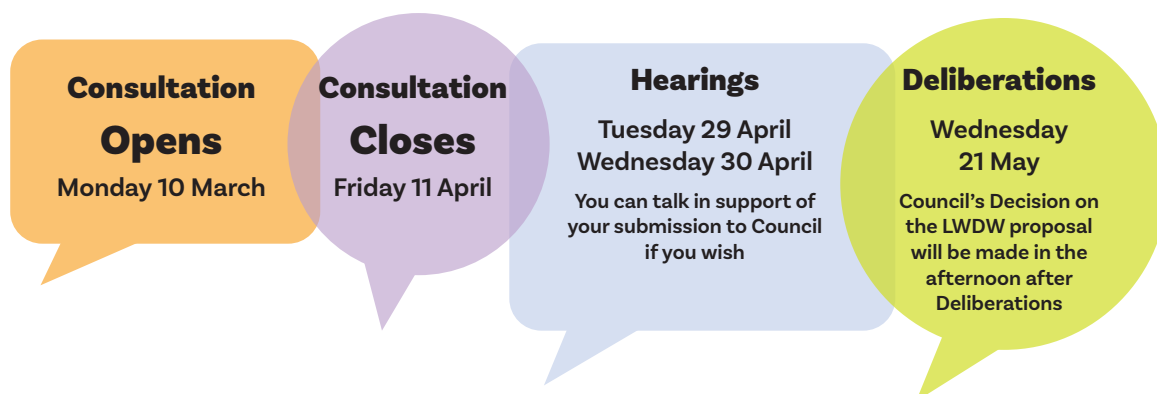 Consultation
Opens
Monday 10 March
Consultation
Closes
Friday 11 April
Hearings
Tuesday 29 April
Wednesday 30 April
You can talk in support of
your submission to Council
if you wish
Deliberations
Wednesday
21 May
Council's Decision on
the LWDW proposal
will be made in the
afternoon after
Deliberations